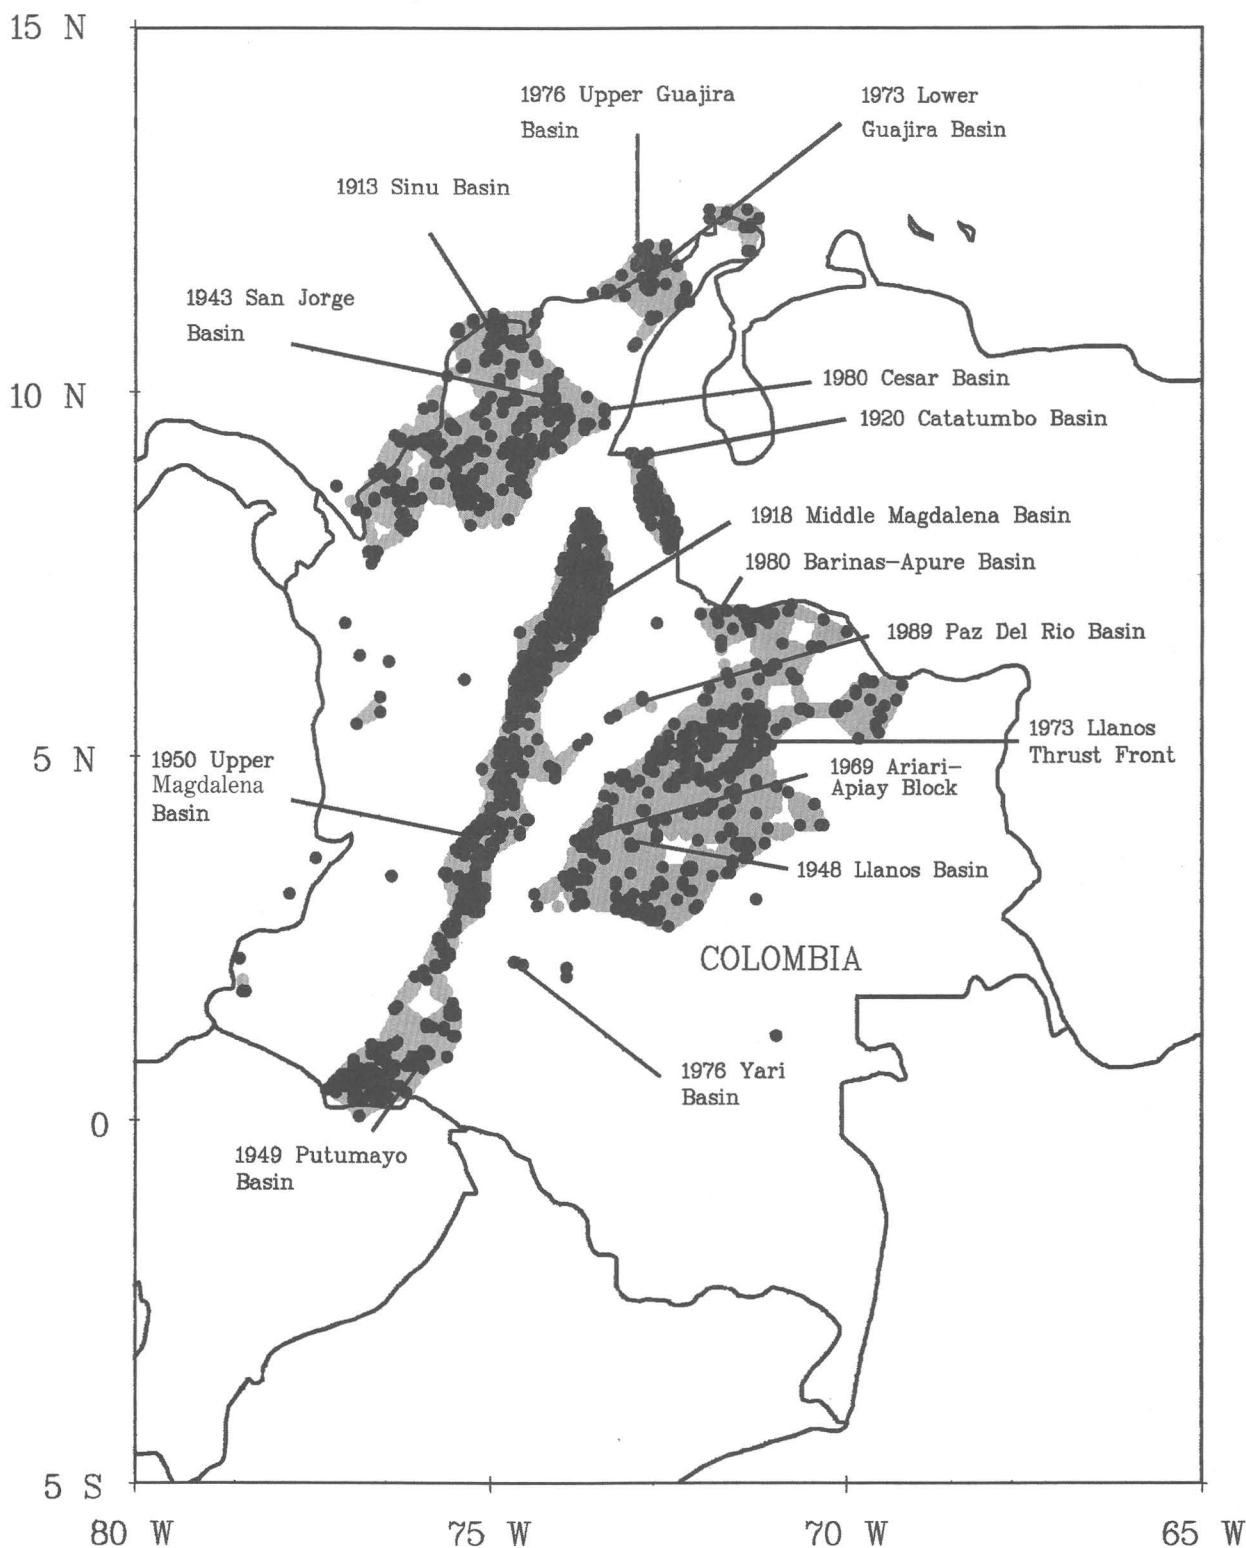 15 N
1976 Upper Guajira
Basin
1973 Lower
Guajira Basin
1913 Sinu Basin
1943 San Jorge
Basin
10 N
1980 Cesar Basin
1920 Catatumbo Basin
1918 Middle Magdalena Basin
1980 Barinas-Apure Basin
1989 Paz Del Rio Basin
5 N
1950 Upper
Magdalena
Basin
1973 Llanos
Thrust Front
1969 Ariari-
Apiay Block
1948 Llanos Basin
COLOMBIA
1976 Yari
Basin
0
1949 Putumayo
Basin
5 S
80 W
75 W
70 W
65 W